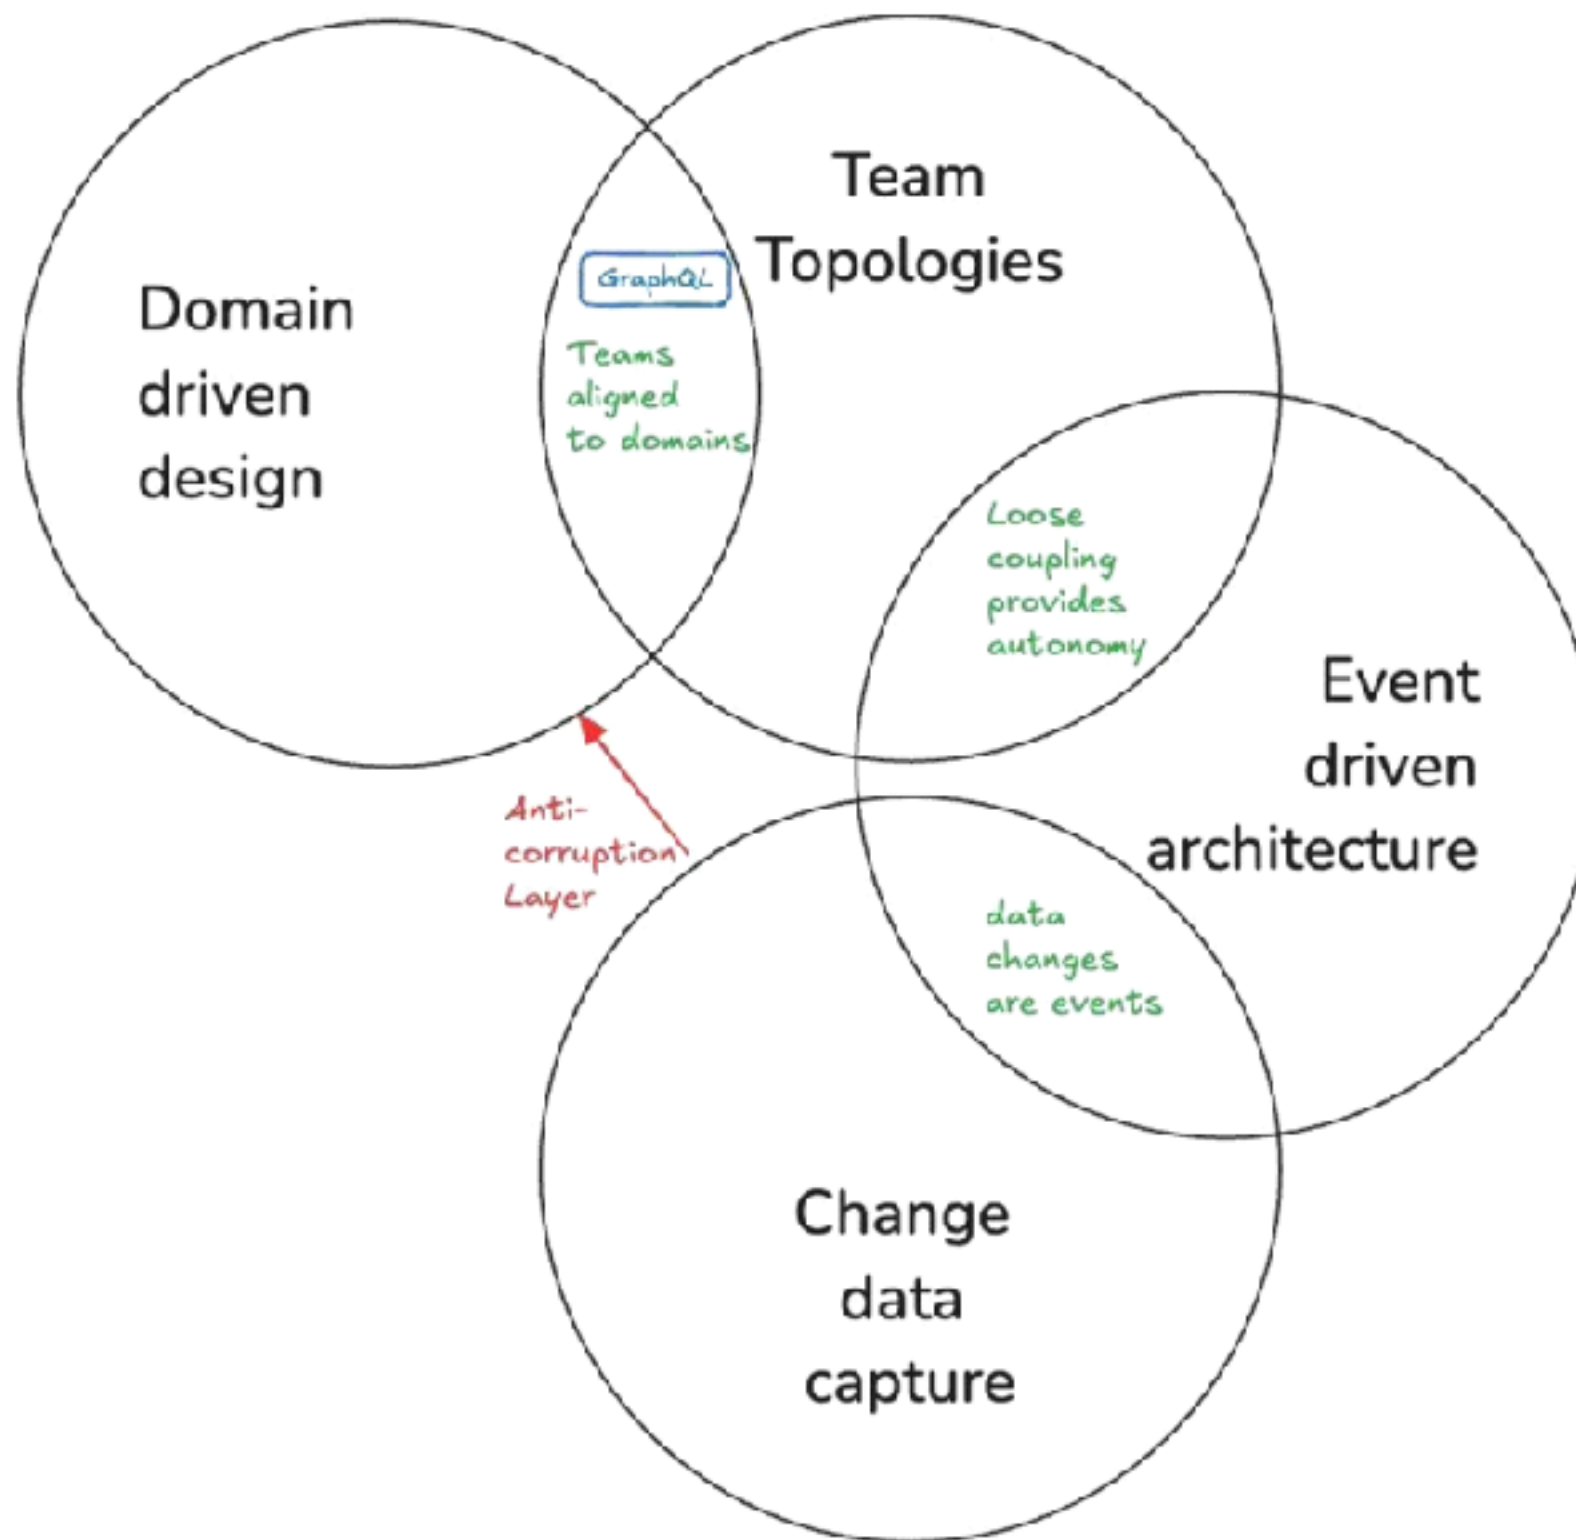 Team
Topologies
GraphQL
Domain
driven
design
Teams
aligned
to domains
Loose
coupling
provides
autonomy
Event
driven
architecture
Anti-
corruption
Layer
data
changes
are events
Change
data
capture